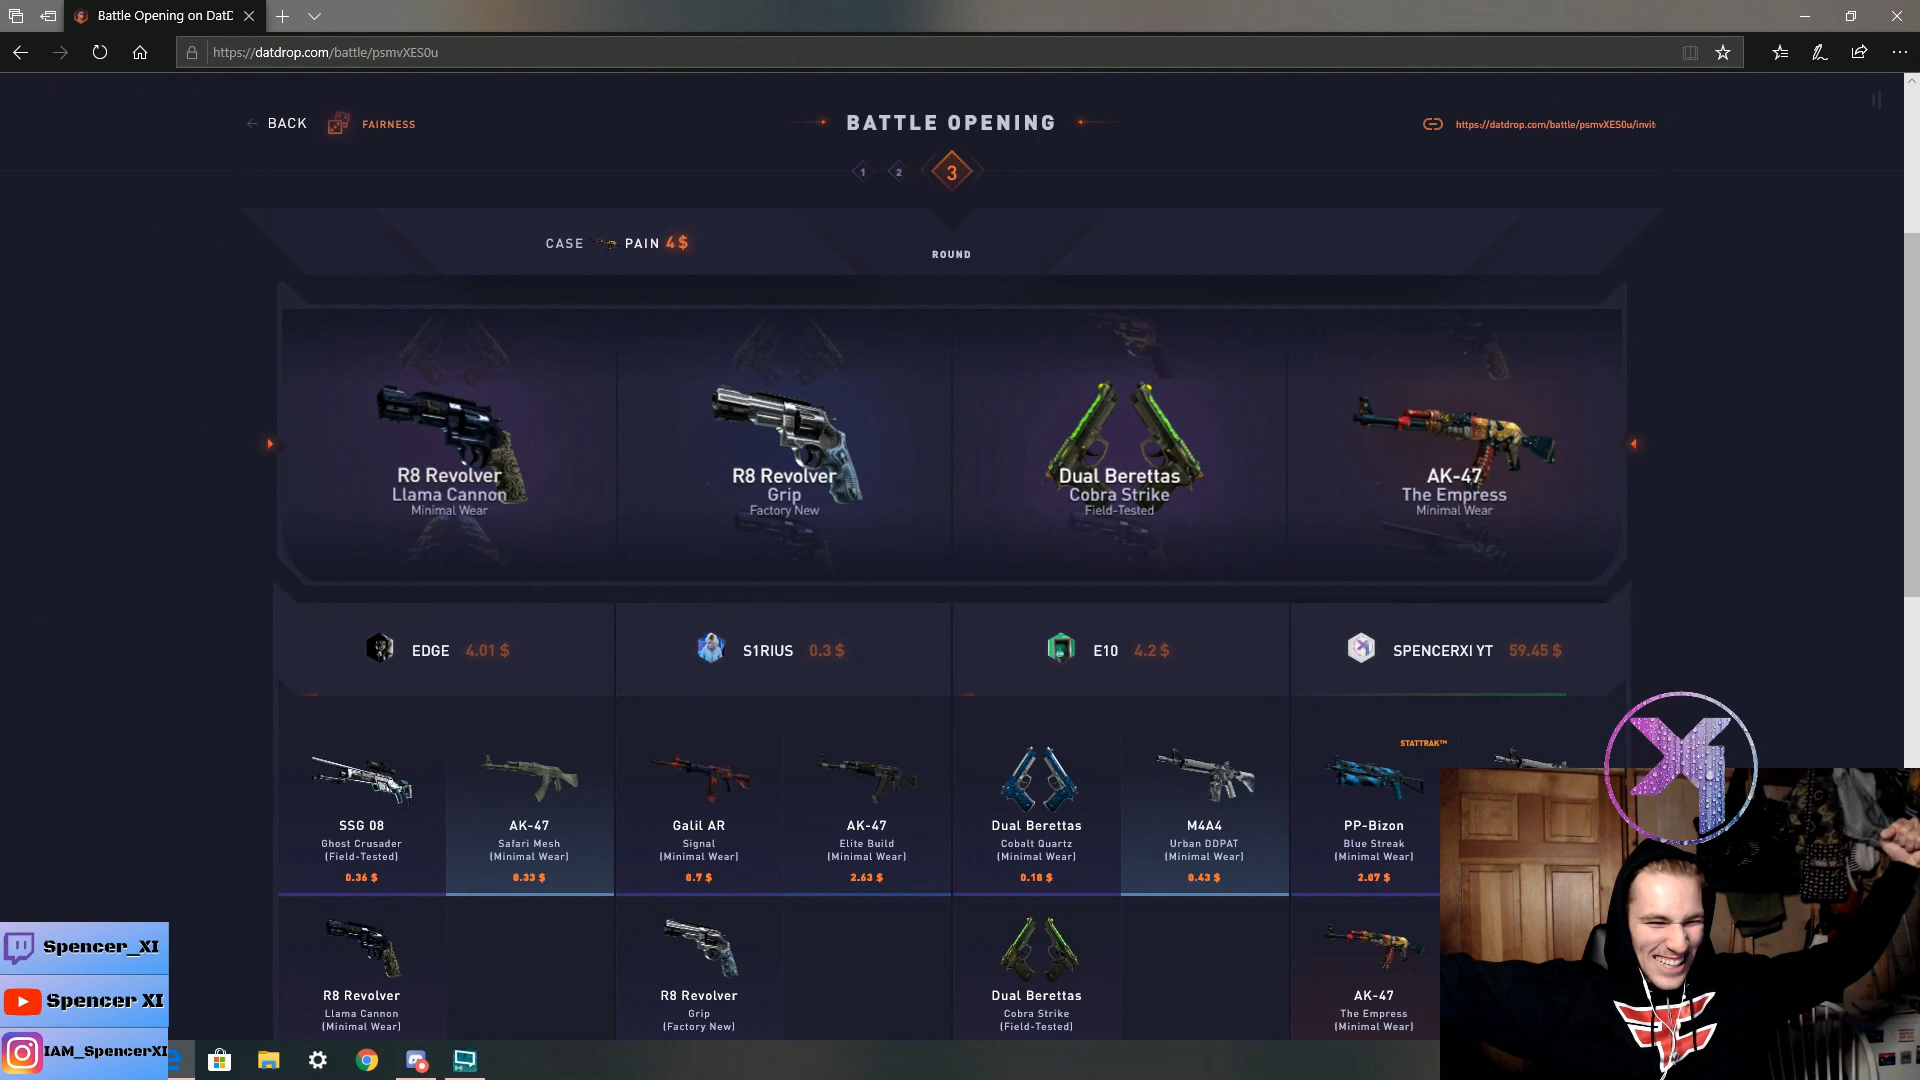 Battle Opening on DatD
https://datdrop.com/battle/psmvXES0u
BACK
FAIRNESS
BATTLE OPENING
https://datdrop.com/battle/psmvXES0u/invit
1
2
3
CASE PAIN 4 $
ROUND
R8 Revolver
Llama Cannon
Minimal Wear
R8 Revolver
Grip
Factory New
Dual Berettas
Cobra Strike
Field-Tested
AK-47
The Empress
Minimal Wear
EDGE 4.01 $
S1RIUS 0.3 $
E10 4.2 $
SPENCERXI YT 59.45 $
STATTRAK™
SSG 08
Ghost Crusader
(Field-Tested)
0.36 $
AK-47
Safari Mesh
(Minimal Wear)
0.33 $
Galil AR
Signal
(Minimal Wear)
0.7 $
AK-47
Elite Build
(Minimal Wear)
2.63 $
Dual Berettas
Cobalt Quartz
(Minimal Wear)
0.18 $
M4A4
Urban DDPAT
(Minimal Wear)
0.43 $
PP-Bizon
Blue Streak
(Minimal Wear)
2.07 $
R8 Revolver
Llama Cannon
(Minimal Wear)
R8 Revolver
Grip
(Factory New)
Dual Berettas
Cobra Strike
(Field-Tested)
AK-47
The Empress
(Minimal Wear)
XI
Spencer_XI
Spencer XI
IAM_SpencerXI